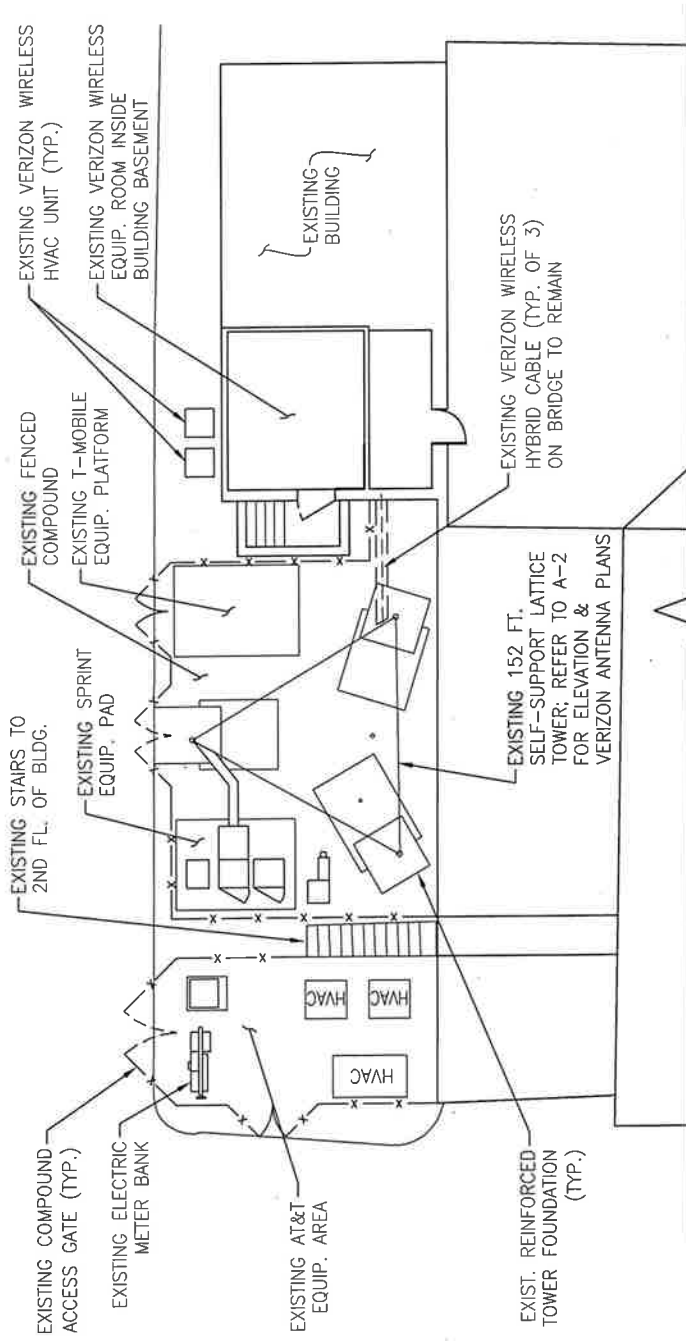 EXISTING COMPOUND
ACCESS GATE (TYP.)
EXISTING ELECTRIC
METER BANK
EXISTING AT&T
EQUIP. AREA
EXIST. REINFORCED
TOWER FOUNDATION
(TYP.)
EXISTING STAIRS TO
2ND FL. OF BLDG.
EXISTING SPRINT
EQUIP. PAD
EXISTING FENCED
COMPOUND
EXISTING T-MOBILE
EQUIP. PLATFORM
EXISTING VERIZON WIRELESS
HVAC UNIT (TYP.)
EXISTING VERIZON WIRELESS
EQUIP. ROOM INSIDE
BUILDING BASEMENT
EXISTING
BUILDING
EXISTING VERIZON WIRELESS
HYBRID CABLE (TYP. OF 3)
ON BRIDGE TO REMAIN
EXISTING 152 FT.
SELF-SUPPORT LATTICE
TOWER; REFER TO A-2
FOR ELEVATION &
VERIZON ANTENNA PLANS
HVAC
HVAC
HVAC